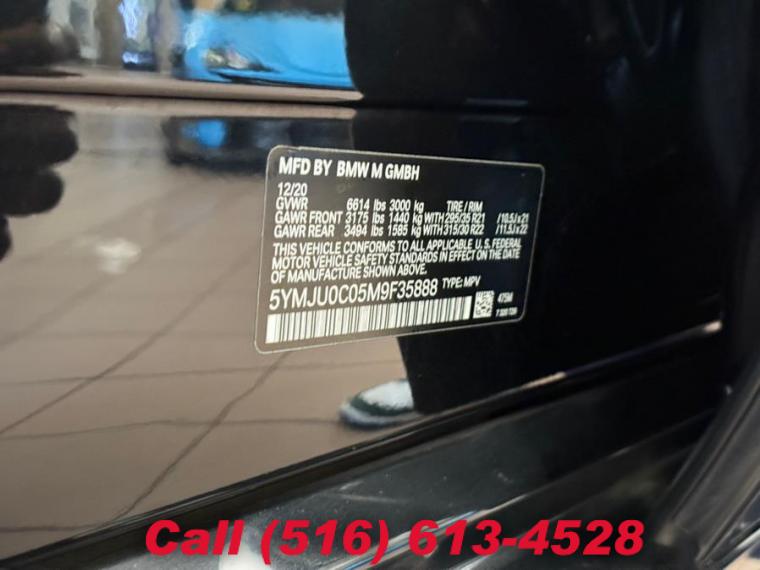 MFD BY BMW M GMBH
12/20
GVWR 6614 lbs 3000 kg TIRE / RIM
GAWR FRONT 3175 lbs 1440 kg WITH 295/35 R21 /10.5J x 21
GAWR REAR 3494 lbs 1585 kg WITH 315/30 R22 /11.5J x 22
THIS VEHICLE CONFORMS TO ALL APPLICABLE U.S. FEDERAL
MOTOR VEHICLE SAFETY STANDARDS IN EFFECT ON THE
DATE OF MANUFACTURE SHOWN ABOVE.
5YMJU0C05M9F35888 TYPE: MPV
475M
Call (516) 613-4528